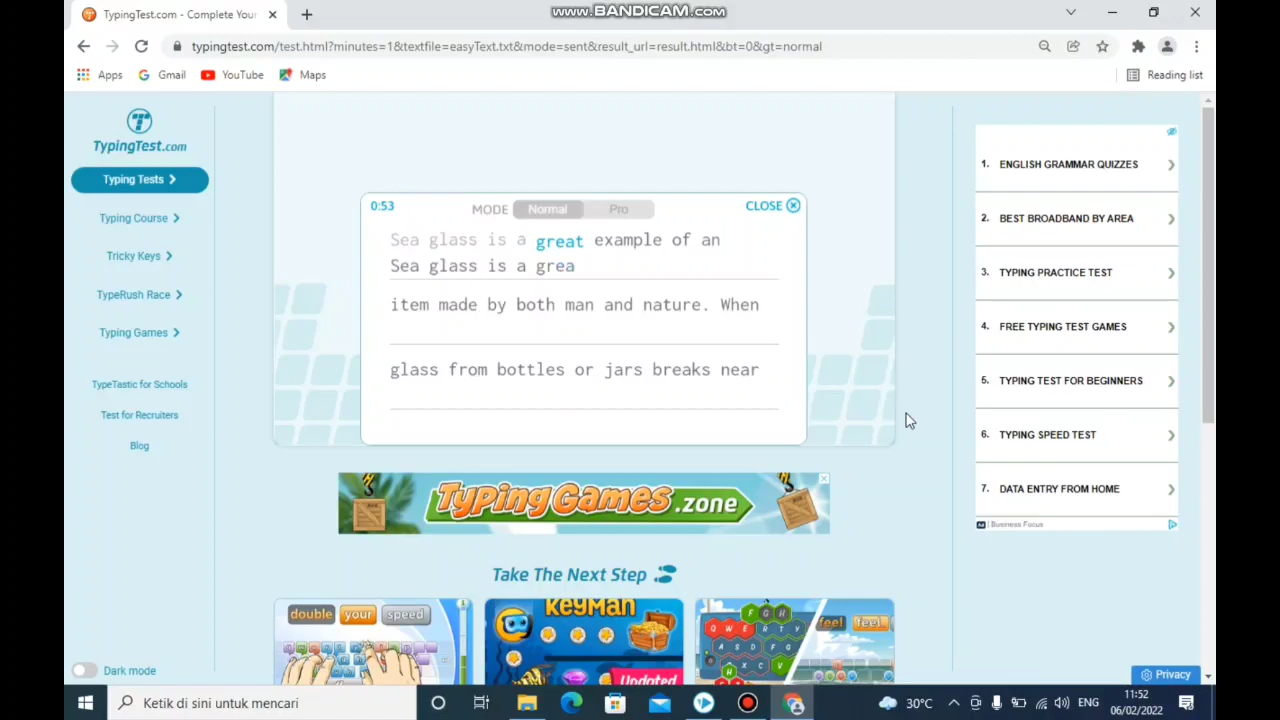 www.BANDICAM.com
TypingTest.com - Complete Your
typingtest.com/test.html?minutes=1&textfile=easyText.txt&mode=sent&result_url=result.html&bt=0&gt=normal
Apps Gmail YouTube Maps Reading list
TypingTest.com
Typing Tests
Typing Course
Tricky Keys
TypeRush Race
Typing Games
TypeTastic for Schools
Test for Recruiters
Blog
Dark mode
0:53 MODE Normal Pro CLOSE
Sea glass is a great example of an
Sea glass is a grea
item made by both man and nature. When
glass from bottles or jars breaks near
TypingGames.zone
Take The Next Step
double your speed
KeyMan
Updated
F G H
Q W E R T Y
A S D F G
H X C V
feel feel
1. ENGLISH GRAMMAR QUIZZES
2. BEST BROADBAND BY AREA
3. TYPING PRACTICE TEST
4. FREE TYPING TEST GAMES
5. TYPING TEST FOR BEGINNERS
6. TYPING SPEED TEST
7. DATA ENTRY FROM HOME
Ad | Business Focus
Privacy
Ketik di sini untuk mencari
30°C
ENG
11:52
06/02/2022